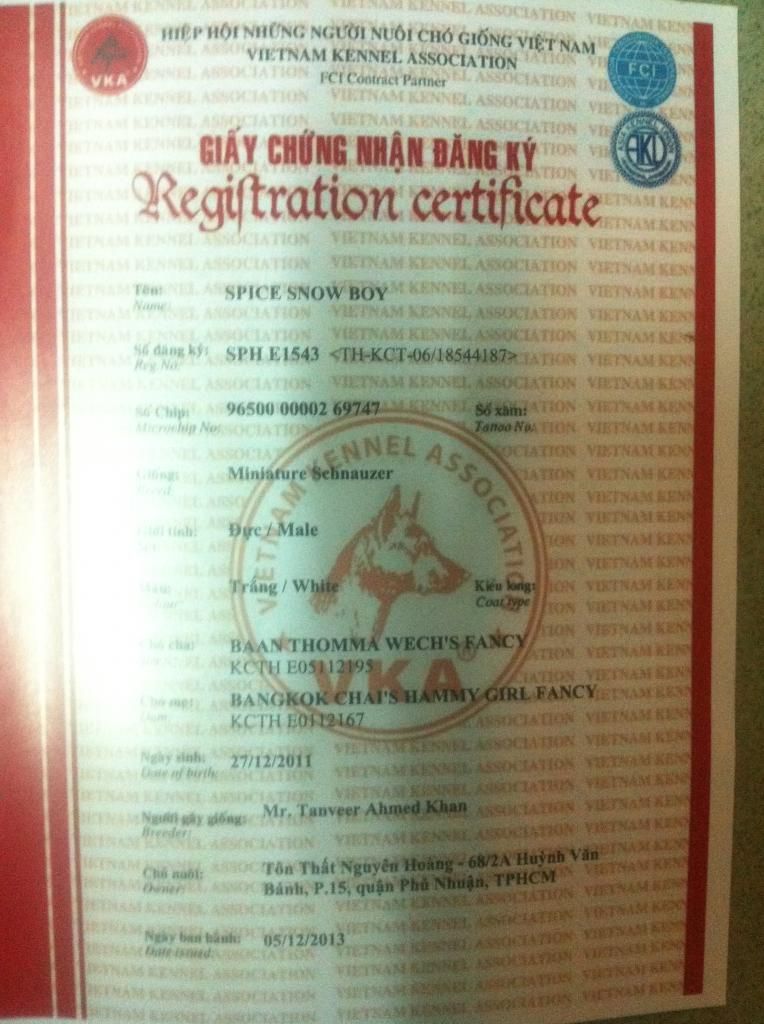 HIỆP HỘI NHỮNG NGƯỜI NUÔI CHÓ GIỐNG VIỆT NAM
VIETNAM KENNEL ASSOCIATION
FCI Contract Partner
VKA
FCI
AKU
GIẤY CHỨNG NHẬN ĐĂNG KÝ
Registration certificate
Tên: SPICE SNOW BOY
Name:
Số đăng ký: SPH E1543 <TH-KCT-06/18544187>
Reg.No:
Số Chip: 96500 00002 69747 Số xăm:
Microchip No: Tattoo No:
Giống: Miniature Schnauzer
Breed:
Giới tính: Đực / Male
Trắng / White Kiểu lông:
Coat type
Chó cha: BAAN THOMMA WECH'S FANCY
KCTH E05112195
Chó mẹ: BANGKOK CHAI'S HAMMY GIRL FANCY
Dam: KCTH E0112167
VIETNAM KENNEL ASSOCIATION
VKA
Ngày sinh: 27/12/2011
Date of birth:
Người gây giống: Mr. Tanveer Ahmed Khan
Breeder:
Chủ nuôi: Tôn Thất Nguyên Hoàng - 68/2A Huỳnh Văn
Owner: Bánh, P.15, quận Phú Nhuận, TPHCM
Ngày ban hành: 05/12/2013
Date issued: